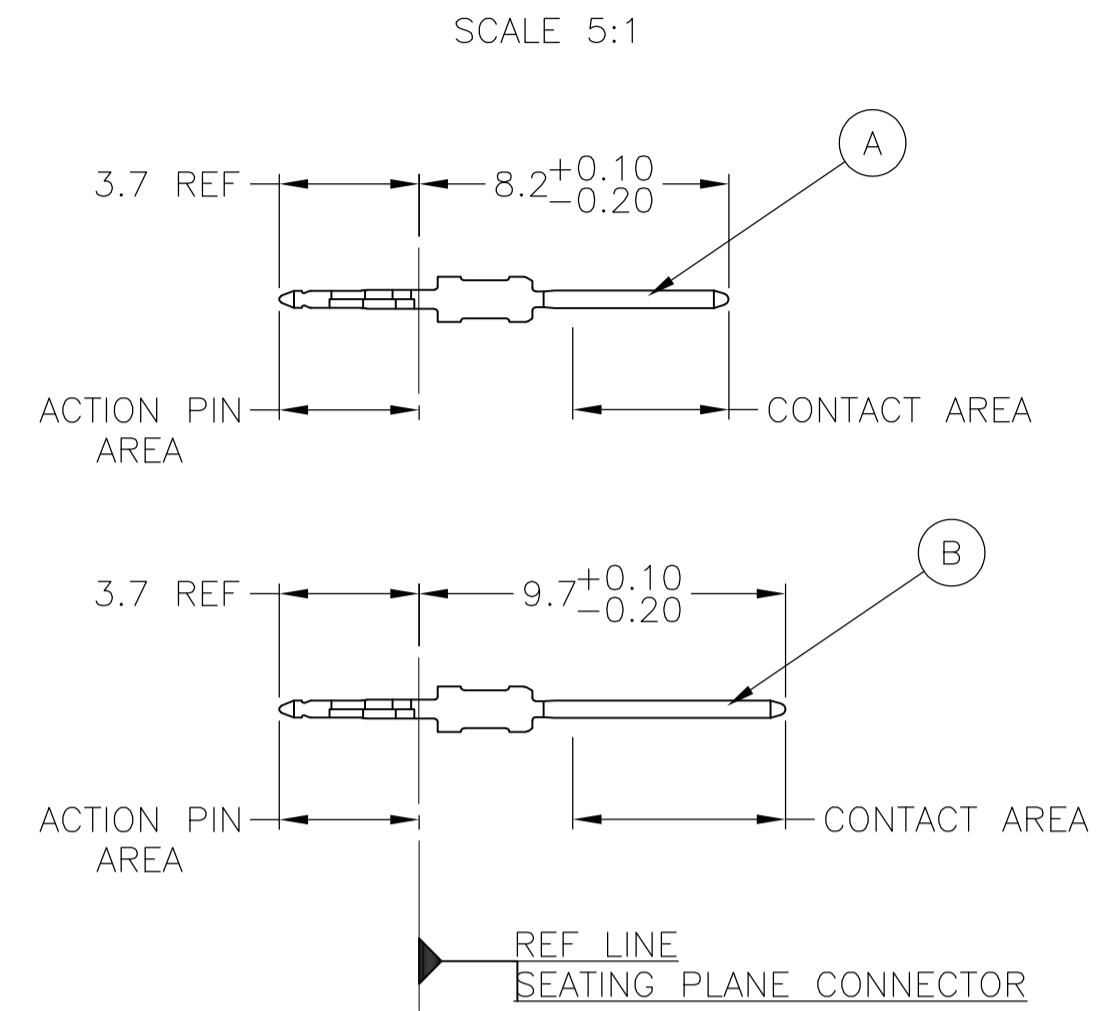 SCALE 5:1
A
3.7 REF
8.2 +0.10
-0.20
ACTION PIN
AREA
CONTACT AREA
B
3.7 REF
9.7 +0.10
-0.20
ACTION PIN
AREA
CONTACT AREA
REF LINE
SEATING PLANE CONNECTOR